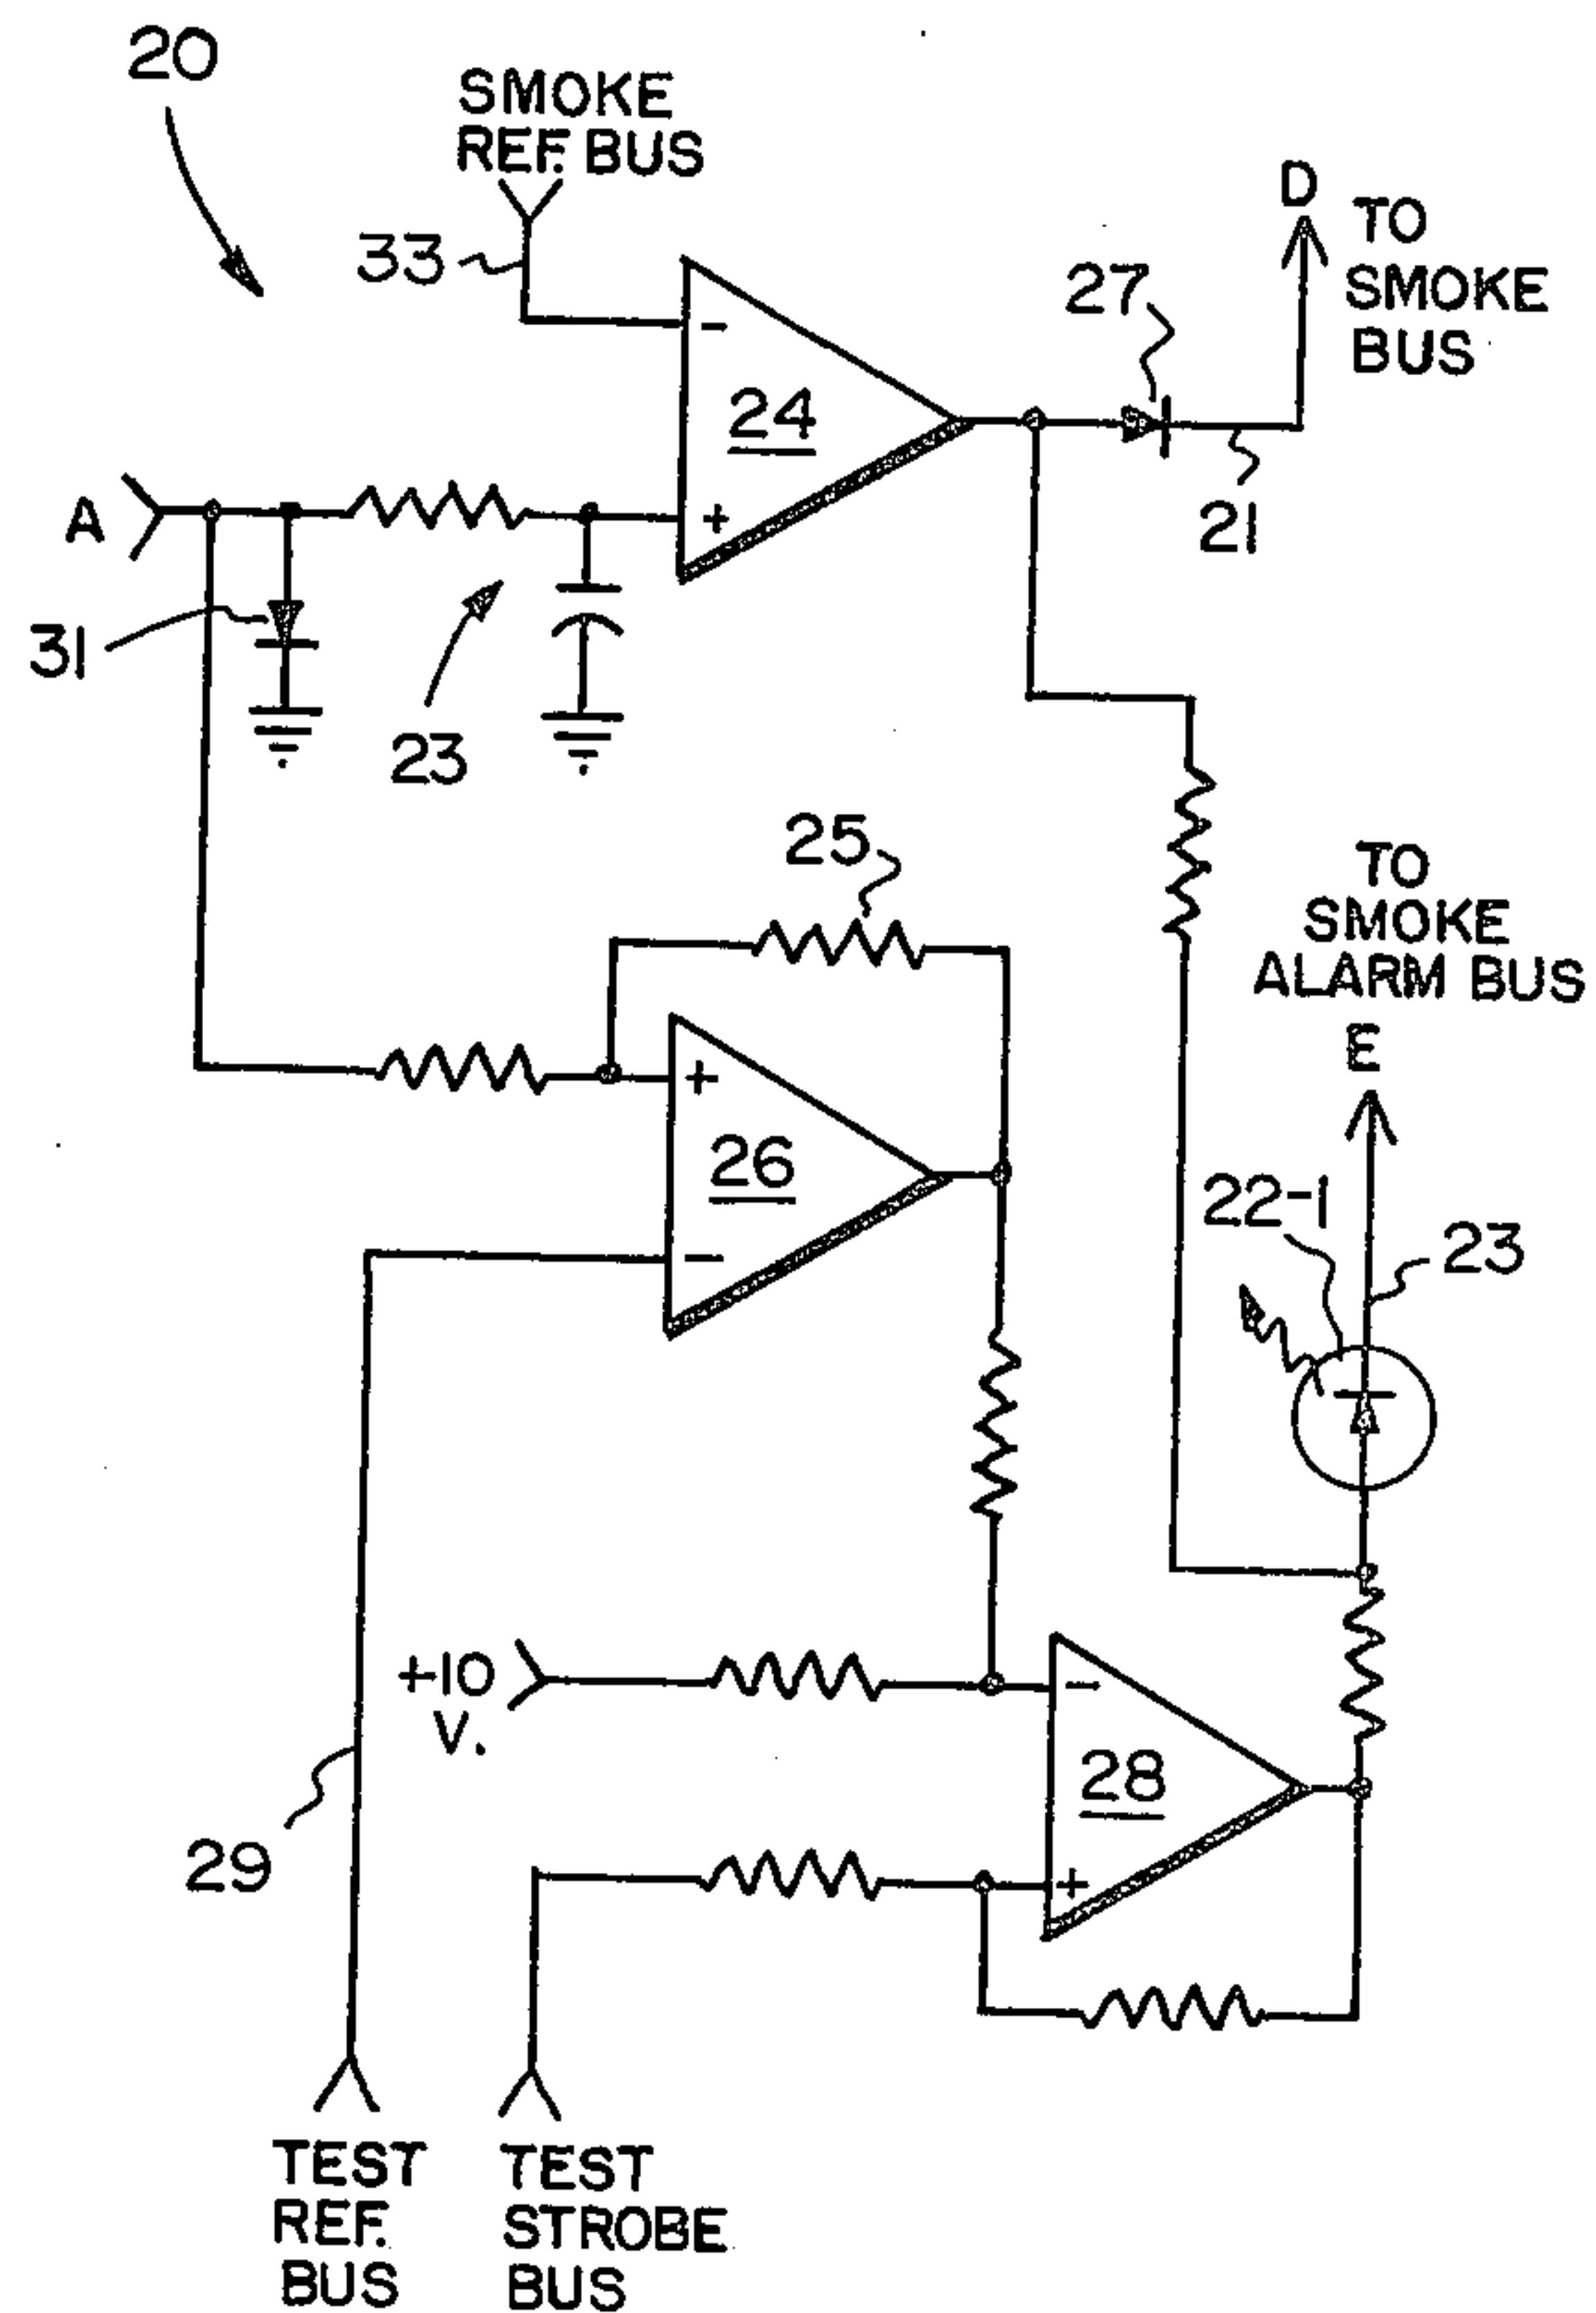 20
SMOKE
REF. BUS
33
D
TO
SMOKE
BUS
27
-
24
+
21
A
31
23
25
TO
SMOKE
ALARM BUS
E
+
26
-
22-1
23
+10
V.
-
28
+
29
TEST
REF.
BUS
TEST
STROBE
BUS